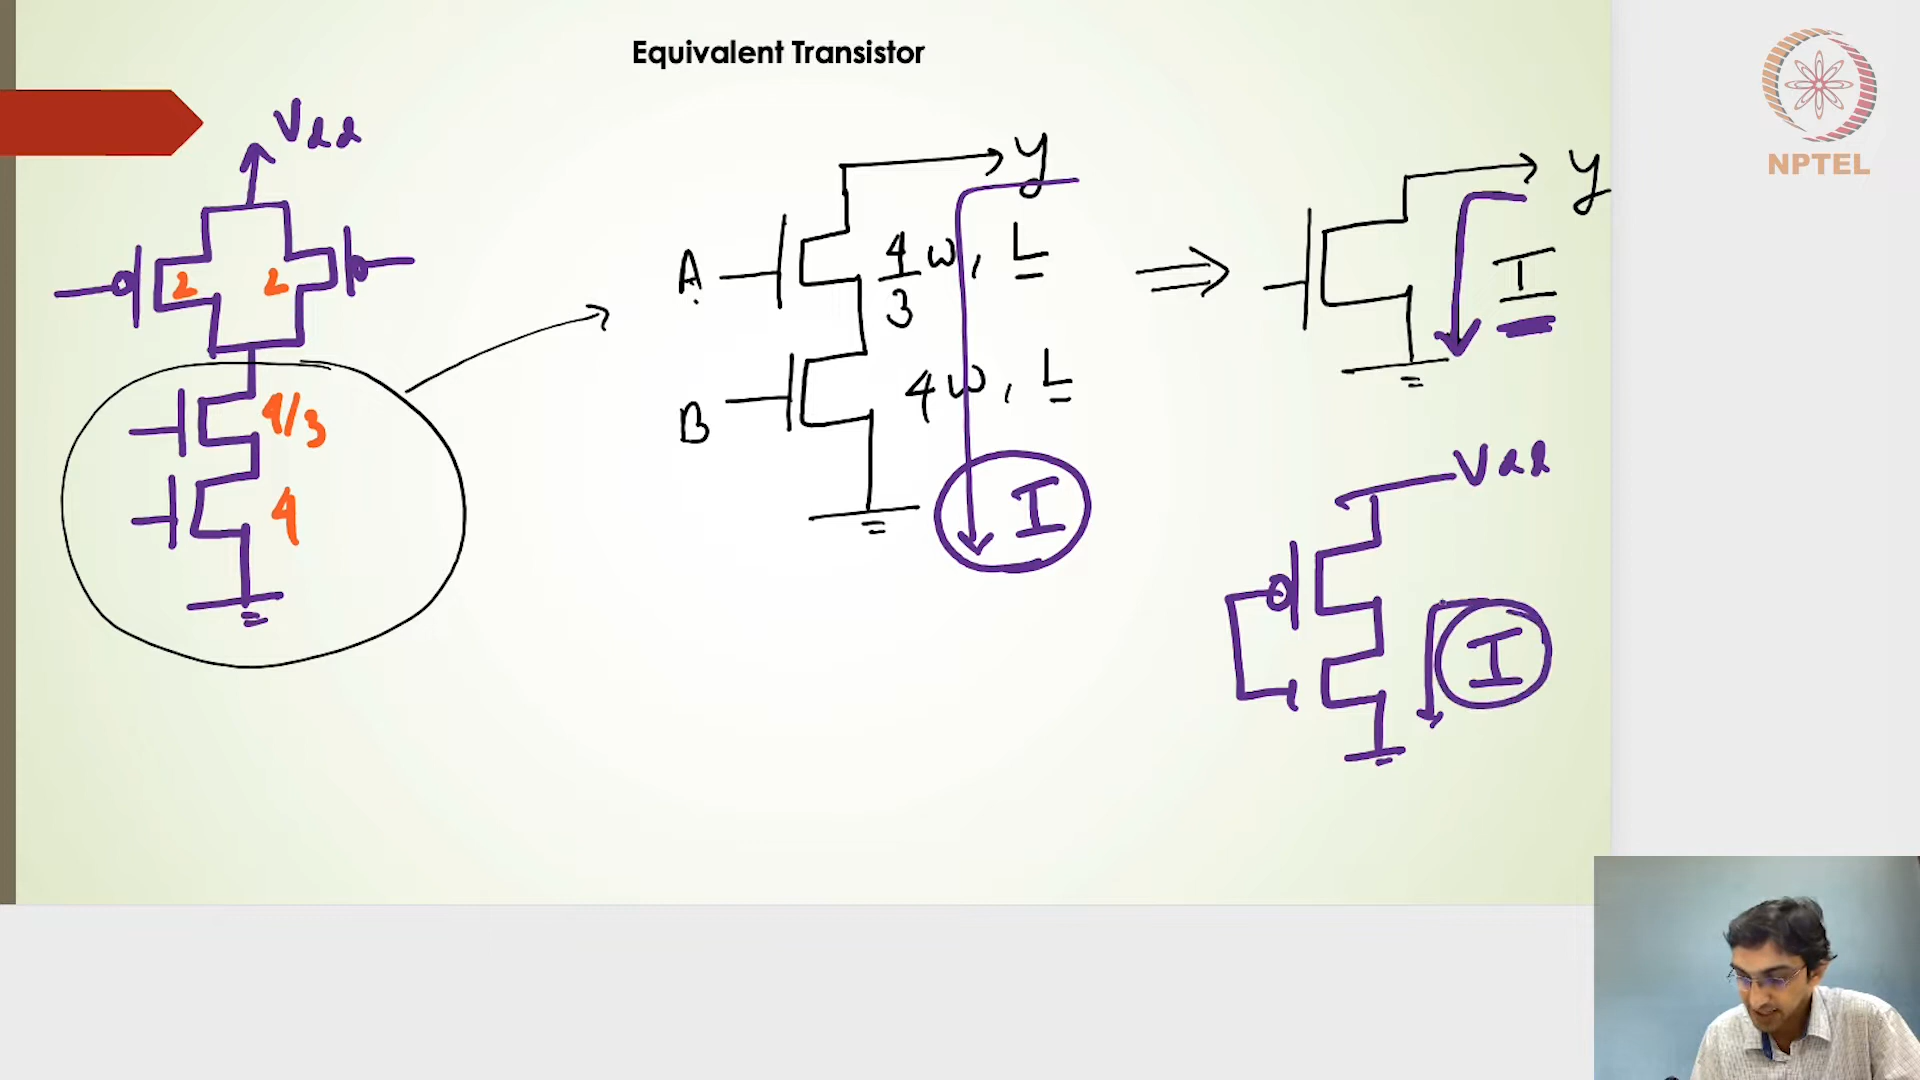 Equivalent Transistor
NPTEL
Vdd
2 2
4/3
4
y
A 4/3 w, L
B 4w, L
I
y
I
Vdd
I